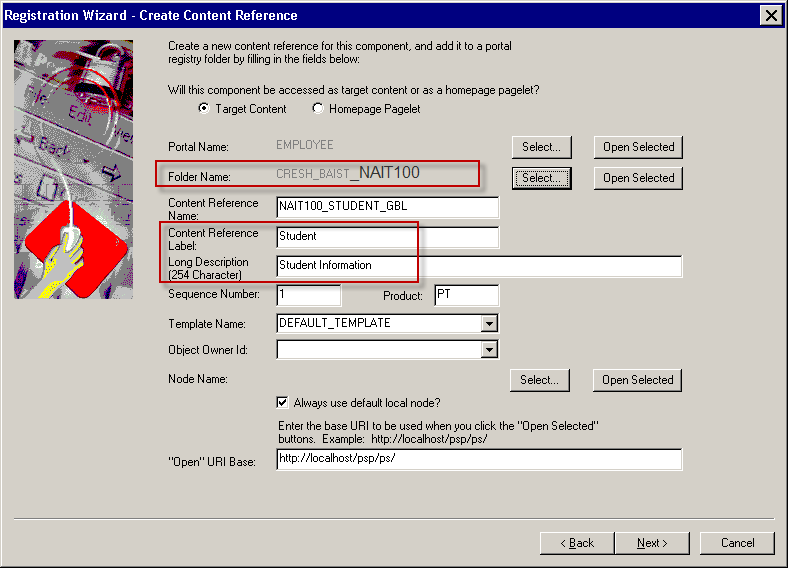 Registration Wizard - Create Content Reference
Create a new content reference for this component, and add it to a portal
registry folder by filling in the fields below:
Will this component be accessed as target content or as a homepage pagelet?
Target Content Homepage Pagelet
Portal Name: EMPLOYEE Select... Open Selected
Folder Name: CRESH_BAIST_NAIT100 Select... Open Selected
Content Reference
Name: NAIT100_STUDENT_GBL
Content Reference
Label: Student
Long Description
(254 Character) Student Information
Sequence Number: 1 Product: PT
Template Name: DEFAULT_TEMPLATE
Object Owner Id:
Node Name: Select... Open Selected
Always use default local node?
Enter the base URI to be used when you click the "Open Selected"
buttons. Example: http://localhost/psp/ps/
"Open" URI Base: http://localhost/psp/ps/
< Back Next > Cancel
File
Edit
Back